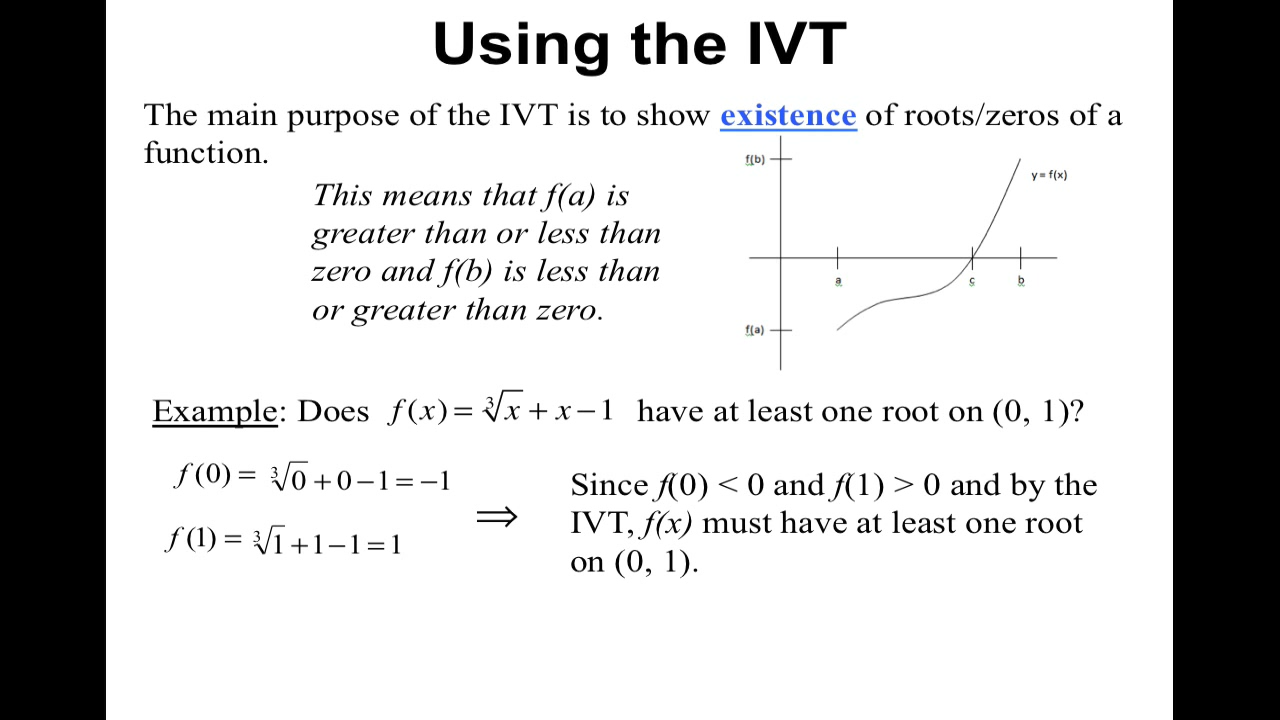 Using the IVT
The main purpose of the IVT is to show existence of roots/zeros of a
function.
This means that f(a) is
greater than or less than
zero and f(b) is less than
or greater than zero.
f(b)
y = f(x)
a
c
b
f(a)
Example: Does f(x) = ∛x + x − 1 have at least one root on (0, 1)?
f(0) = ∛0 + 0 − 1 = −1
f(1) = ∛1 + 1 − 1 = 1
⇒
Since f(0) < 0 and f(1) > 0 and by the
IVT, f(x) must have at least one root
on (0, 1).